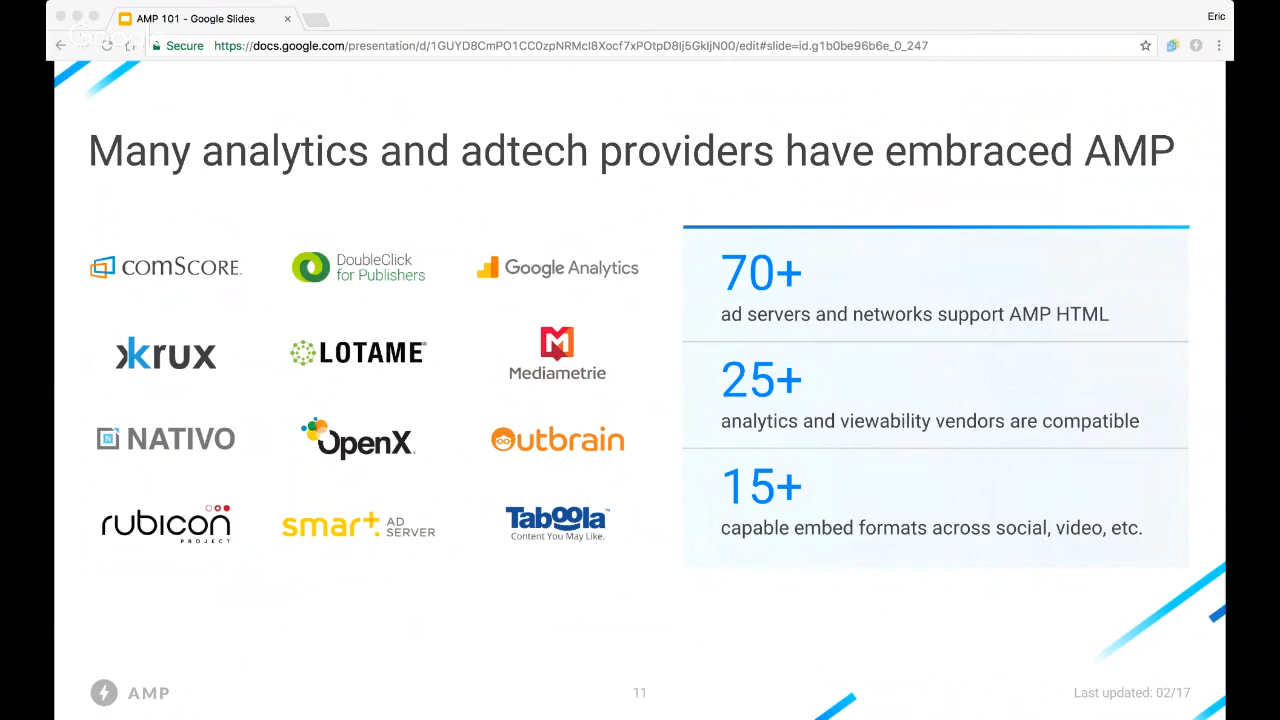 AMP 101 - Google Slides
Eric
Google
Secure
https://docs.google.com/presentation/d/1GUYD8CmPO1CC0zpNRMcI8Xocf7xPOtpD8Ij5GkIjN00/edit#slide=id.g1b0be96b6e_0_247
Many analytics and adtech providers have embraced AMP
comScore.
DoubleClick
for Publishers
Google Analytics
krux
LOTAME
Mediametrie
NATIVO
OpenX
Outbrain
rubicon
PROJECT
smart AD
SERVER
Taboola™
Content You May Like.
70+
ad servers and networks support AMP HTML
25+
analytics and viewability vendors are compatible
15+
capable embed formats across social, video, etc.
AMP
11
Last updated: 02/17